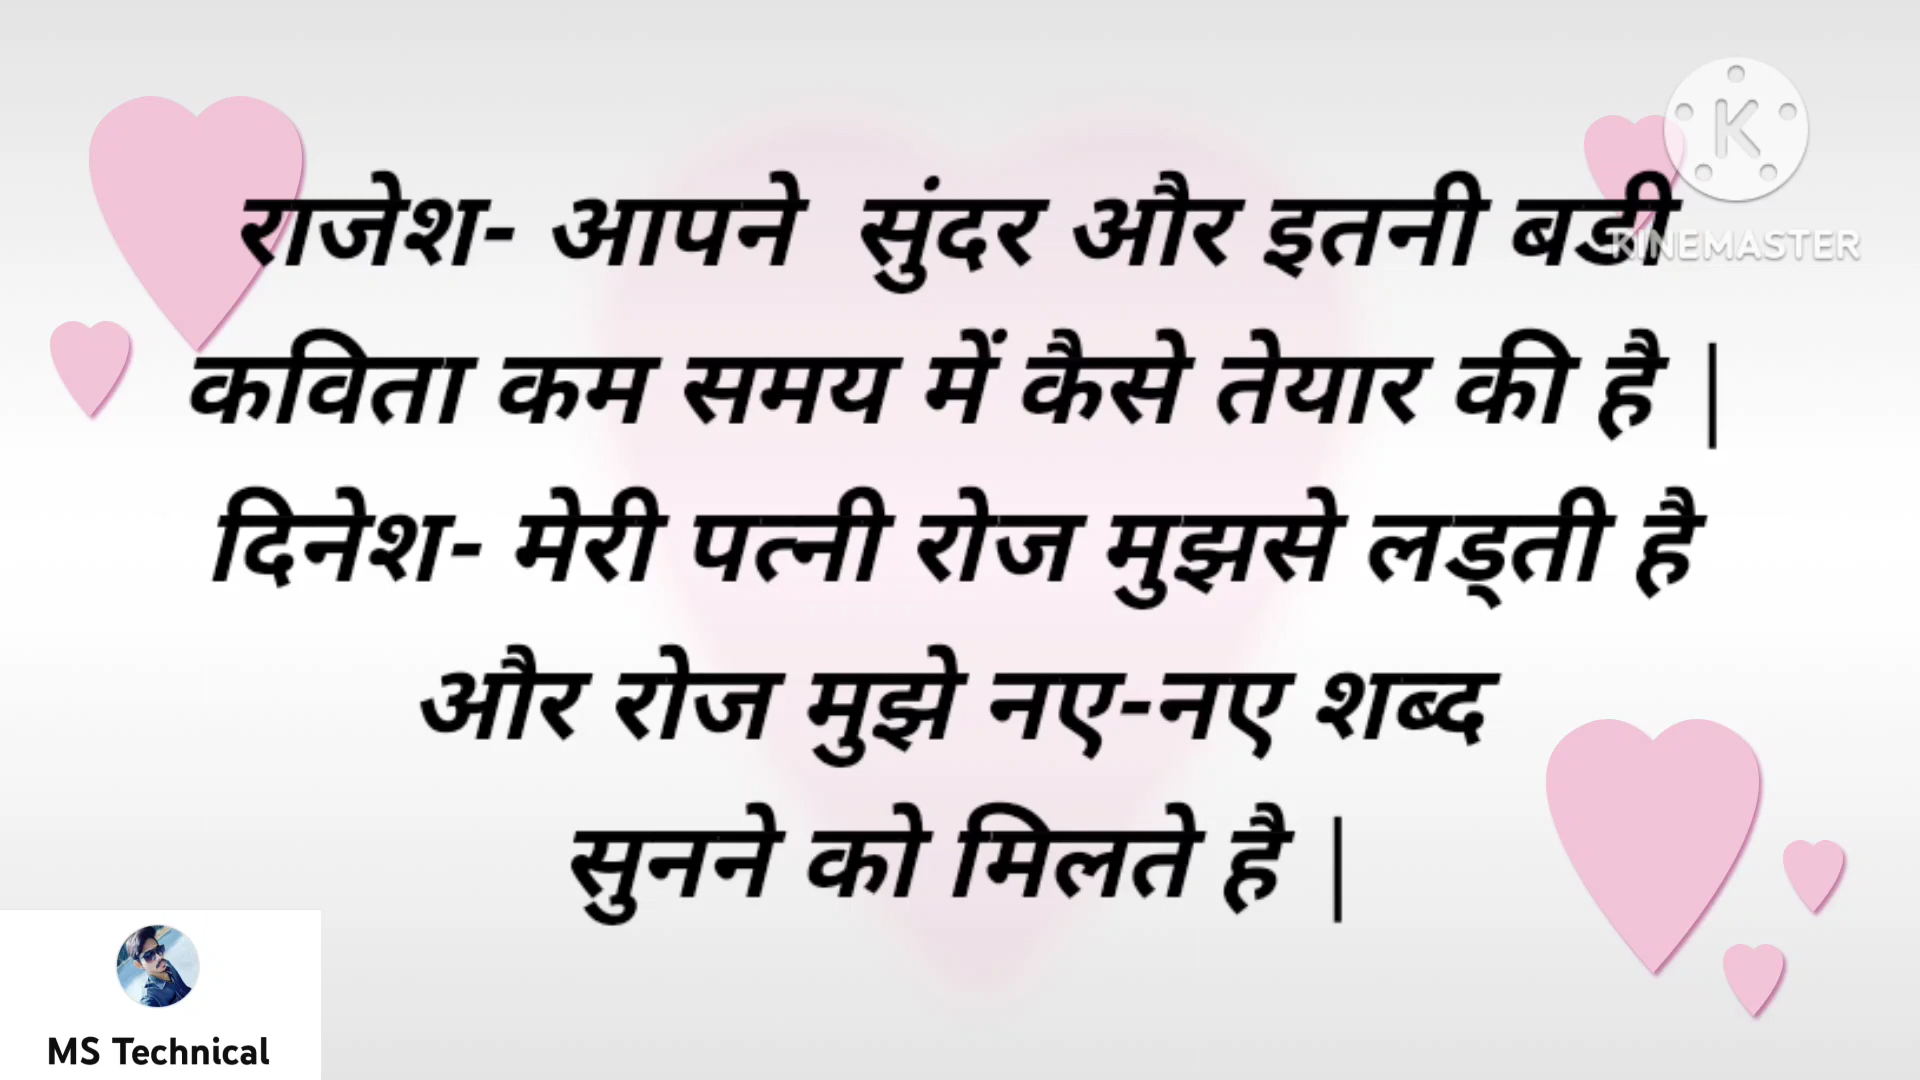 राजेश- आपने सुंदर और इतनी बडी
कविता कम समय में कैसे तेयार की है |
दिनेश- मेरी पत्नी रोज मुझसे लड्ती है
और रोज मुझे नए-नए शब्द
सुनने को मिलते है |
K
KINEMASTER
MS Technical